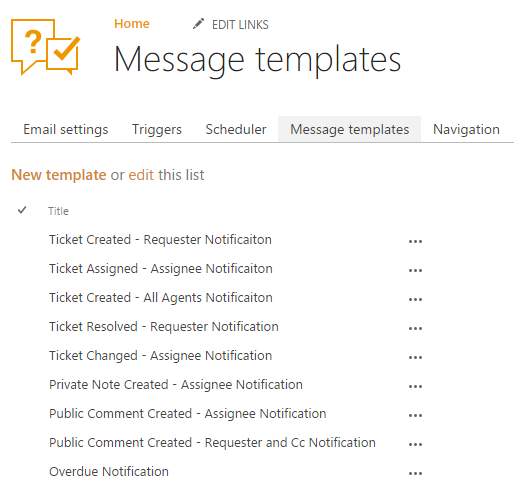 Home EDIT LINKS
Message templates
Email settings Triggers Scheduler Message templates Navigation
New template or edit this list
Title
Ticket Created - Requester Notificaiton
Ticket Assigned - Assignee Notificaiton
Ticket Created - All Agents Notificaiton
Ticket Resolved - Requester Notification
Ticket Changed - Assignee Notification
Private Note Created - Assignee Notification
Public Comment Created - Assignee Notification
Public Comment Created - Requester and Cc Notification
Overdue Notification